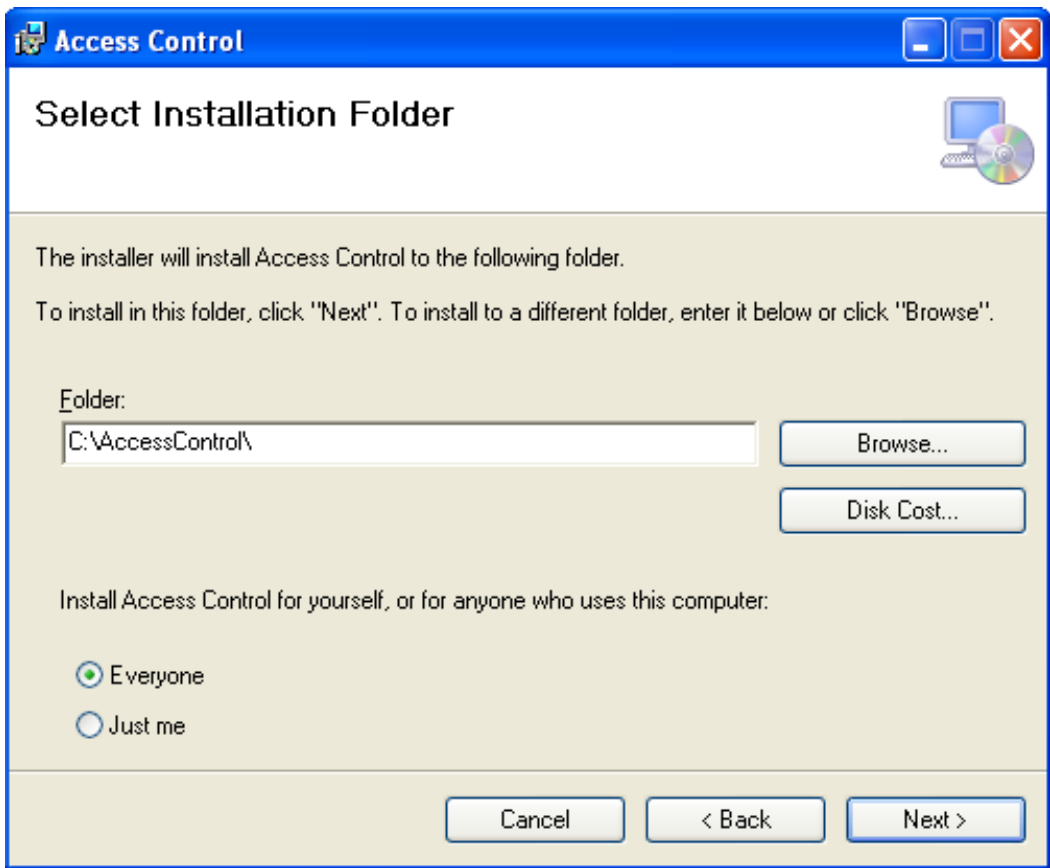 Access Control
Select Installation Folder
The installer will install Access Control to the following folder.
To install in this folder, click "Next". To install to a different folder, enter it below or click "Browse".
Folder:
C:\AccessControl\
Browse...
Disk Cost...
Install Access Control for yourself, or for anyone who uses this computer:
Everyone
Just me
Cancel
< Back
Next >